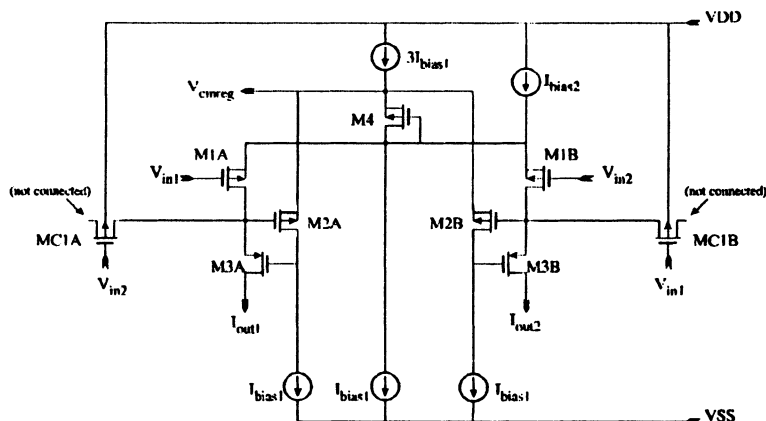 VDD
3I_bias1
I_bias2
V_cmreg
M4
M1A
M1B
V_in1
V_in2
(not connected)
(not connected)
MC1A
M2A
M2B
MC1B
M3A
M3B
V_in2
V_in1
I_out1
I_out2
I_bias1
I_bias1
I_bias1
VSS